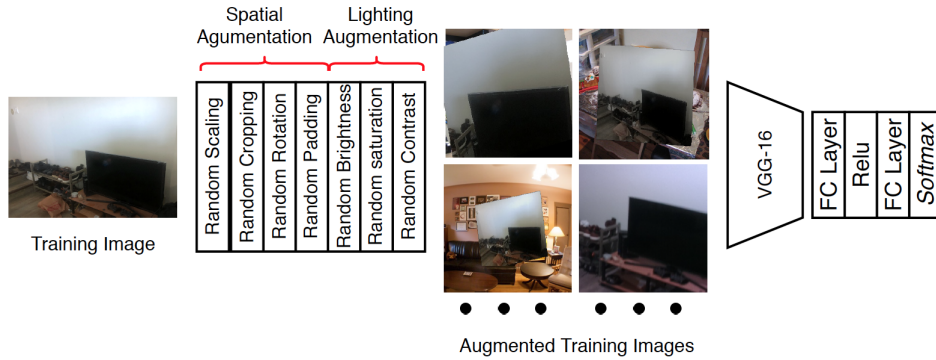 Spatial
Agumentation
Lighting
Augmentation
Random Scaling
Random Cropping
Random Rotation
Random Padding
Random Brightness
Random saturation
Random Contrast
Training Image
VGG-16
FC Layer
Relu
FC Layer
Softmax
Augmented Training Images